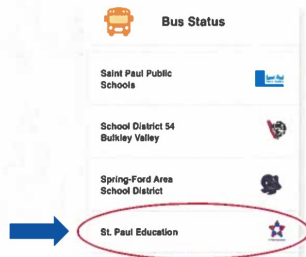 Bus Status
Saint Paul Public
Schools
School District 54
Bulkley Valley
Spring-Ford Area
School District
St. Paul Education